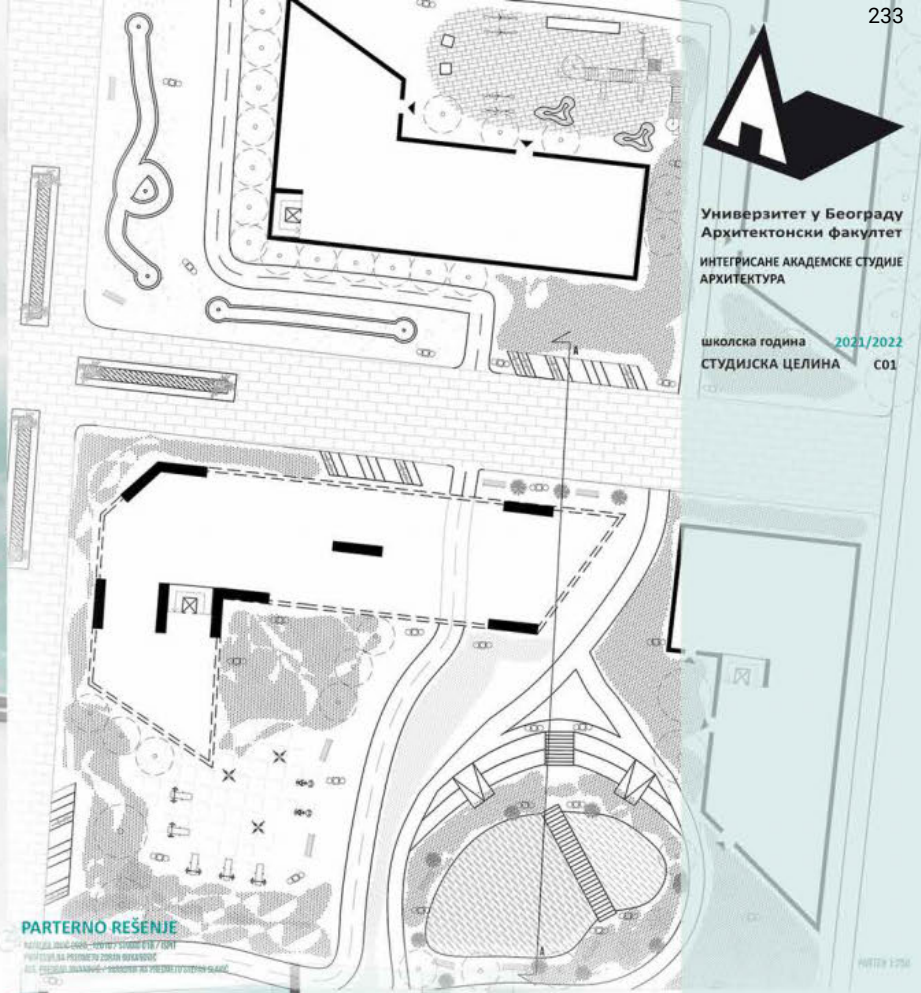 233
Универзитет у Београду
Архитектонски факултет
ИНТЕГРИСАНЕ АКАДЕМСКЕ СТУДИЈЕ
АРХИТЕКТУРА
школска година 2021/2022
СТУДИЈСКА ЦЕЛИНА C01
A
A
PARTERNO REŠENJE